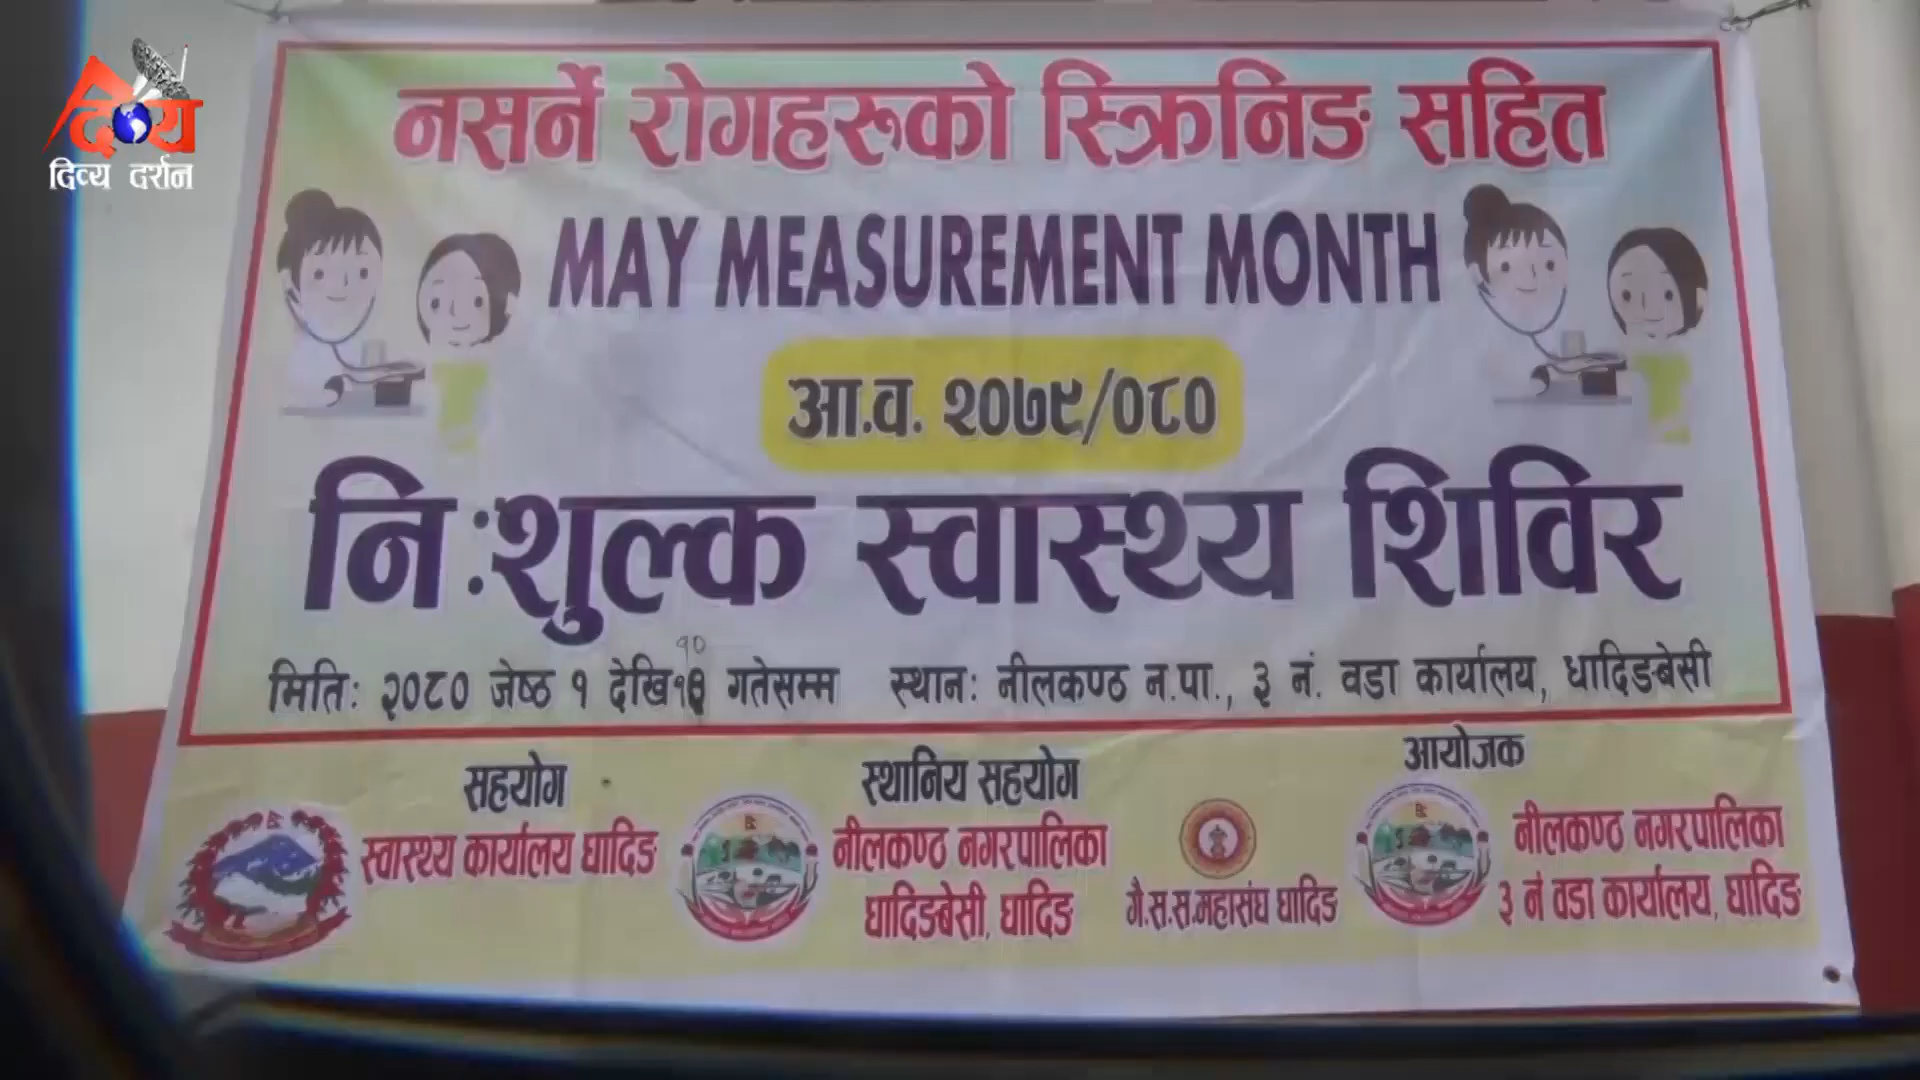 दिव्य
दिव्य दर्शन
नसर्ने रोगहरुको स्क्रिनिङ सहित
MAY MEASUREMENT MONTH
आ.व. २०७९/०८०
नि:शुल्क स्वास्थ्य शिविर
१०
मिति: २०८० जेष्ठ १ देखि गतेसम्म स्थान: नीलकण्ठ न.पा., ३ नं. वडा कार्यालय, धादिङबेसी
सहयोग
स्वास्थ्य कार्यालय धादिङ
स्थानिय सहयोग
नीलकण्ठ नगरपालिका
धादिङबेसी, धादिङ
गै.स.स.महासंघ धादिङ
आयोजक
नीलकण्ठ नगरपालिका
३ नं वडा कार्यालय, धादिङ